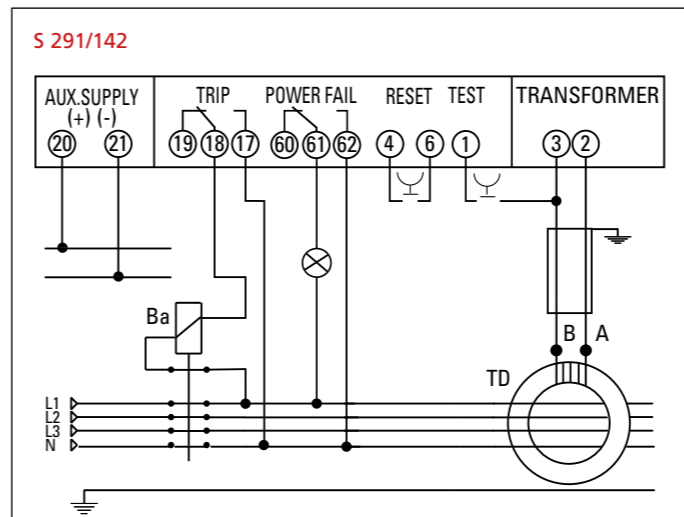 S 291/142
AUX.SUPPLY TRIP POWER FAIL RESET TEST TRANSFORMER
(+) (-)
20 21 19 18 17 60 61 62 4 6 1 3 2
Ba
B A
TD
L1
L2
L3
N